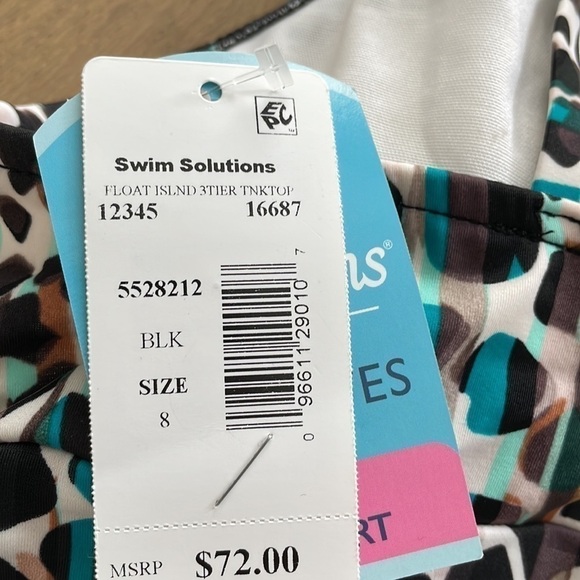 EPC
TM
Swim Solutions
FLOAT ISLND 3TIER TNKTOP
12345 16687
5528212
BLK
SIZE
8
0 96611 29010 7
MSRP $72.00
ns®
ES
RT